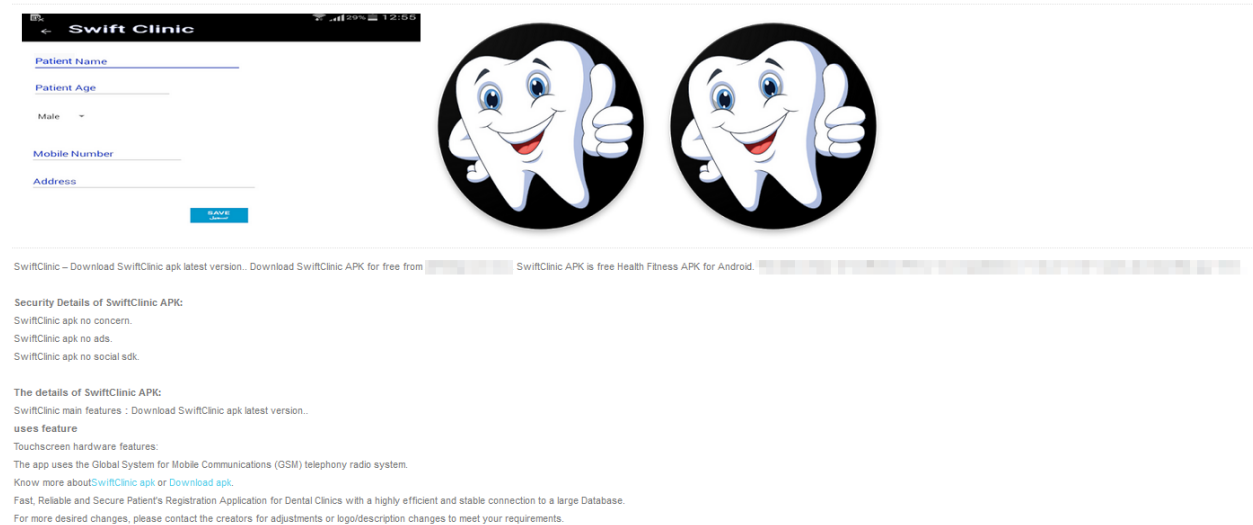 29% 12:55
← Swift Clinic
Patient Name
Patient Age
Male
Mobile Number
Address
SAVE
SwiftClinic – Download SwiftClinic apk latest version.. Download SwiftClinic APK for free from SwiftClinic APK is free Health Fitness APK for Android.
Security Details of SwiftClinic APK:
SwiftClinic apk no concern.
SwiftClinic apk no ads.
SwiftClinic apk no social sdk.
The details of SwiftClinic APK:
SwiftClinic main features : Download SwiftClinic apk latest version..
uses feature
Touchscreen hardware features:
The app uses the Global System for Mobile Communications (GSM) telephony radio system.
Know more aboutSwiftClinic apk or Download apk.
Fast, Reliable and Secure Patient's Registration Application for Dental Clinics with a highly efficient and stable connection to a large Database.
For more desired changes, please contact the creators for adjustments or logo/description changes to meet your requirements.